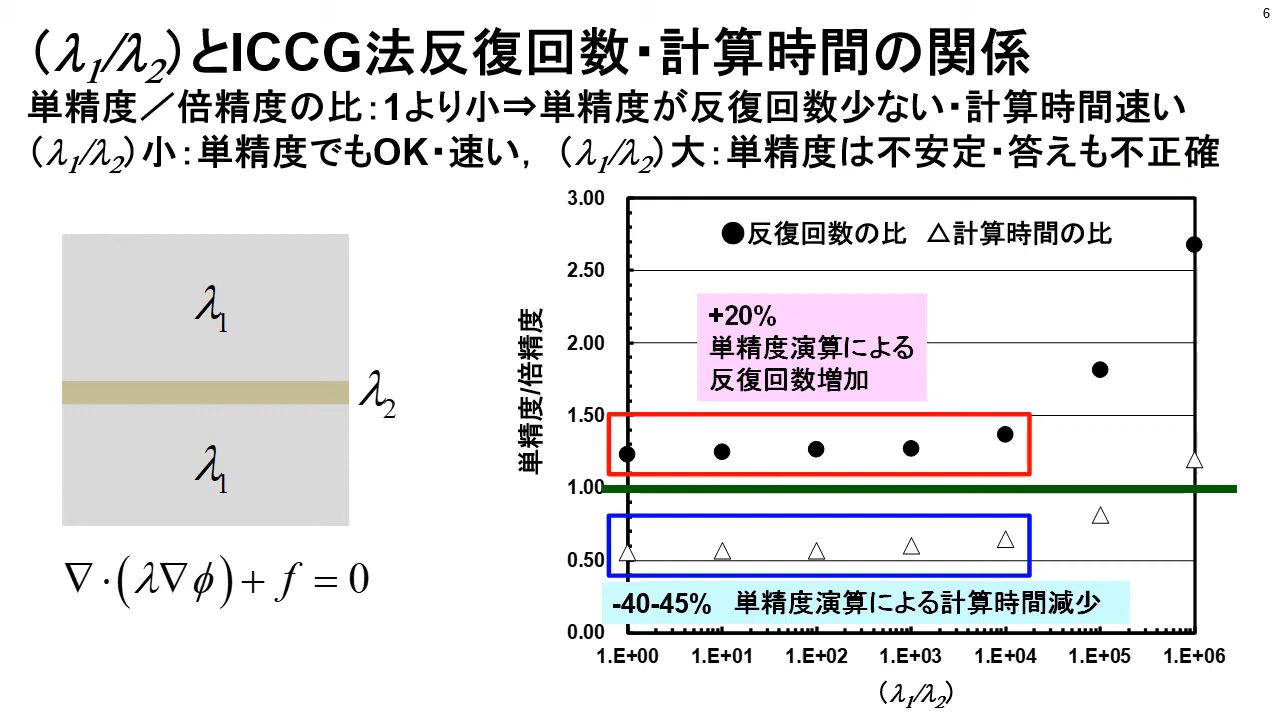 6
(λ1/λ2)とICCG法反復回数・計算時間の関係
単精度／倍精度の比：1より小⇒単精度が反復回数少ない・計算時間速い
(λ1/λ2)小：単精度でもOK・速い， (λ1/λ2)大：単精度は不安定・答えも不正確
λ1
λ2
λ1
∇·(λ∇ϕ)+f=0
単精度/倍精度
3.00
2.50
2.00
1.50
1.00
0.50
0.00
●反復回数の比 △計算時間の比
+20%
単精度演算による
反復回数増加
-40-45% 単精度演算による計算時間減少
1.E+00 1.E+01 1.E+02 1.E+03 1.E+04 1.E+05 1.E+06
(λ1/λ2)